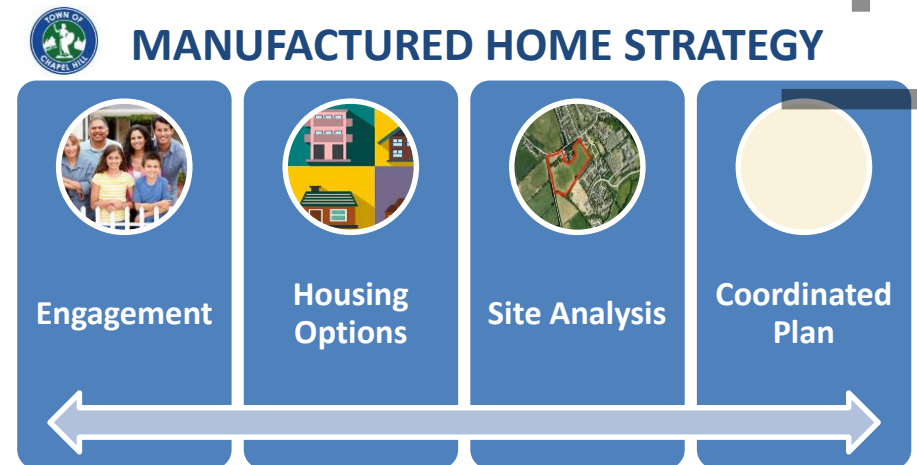 TOWN OF
CHAPEL HILL
MANUFACTURED HOME STRATEGY
Engagement
Housing
Options
Site Analysis
Coordinated
Plan